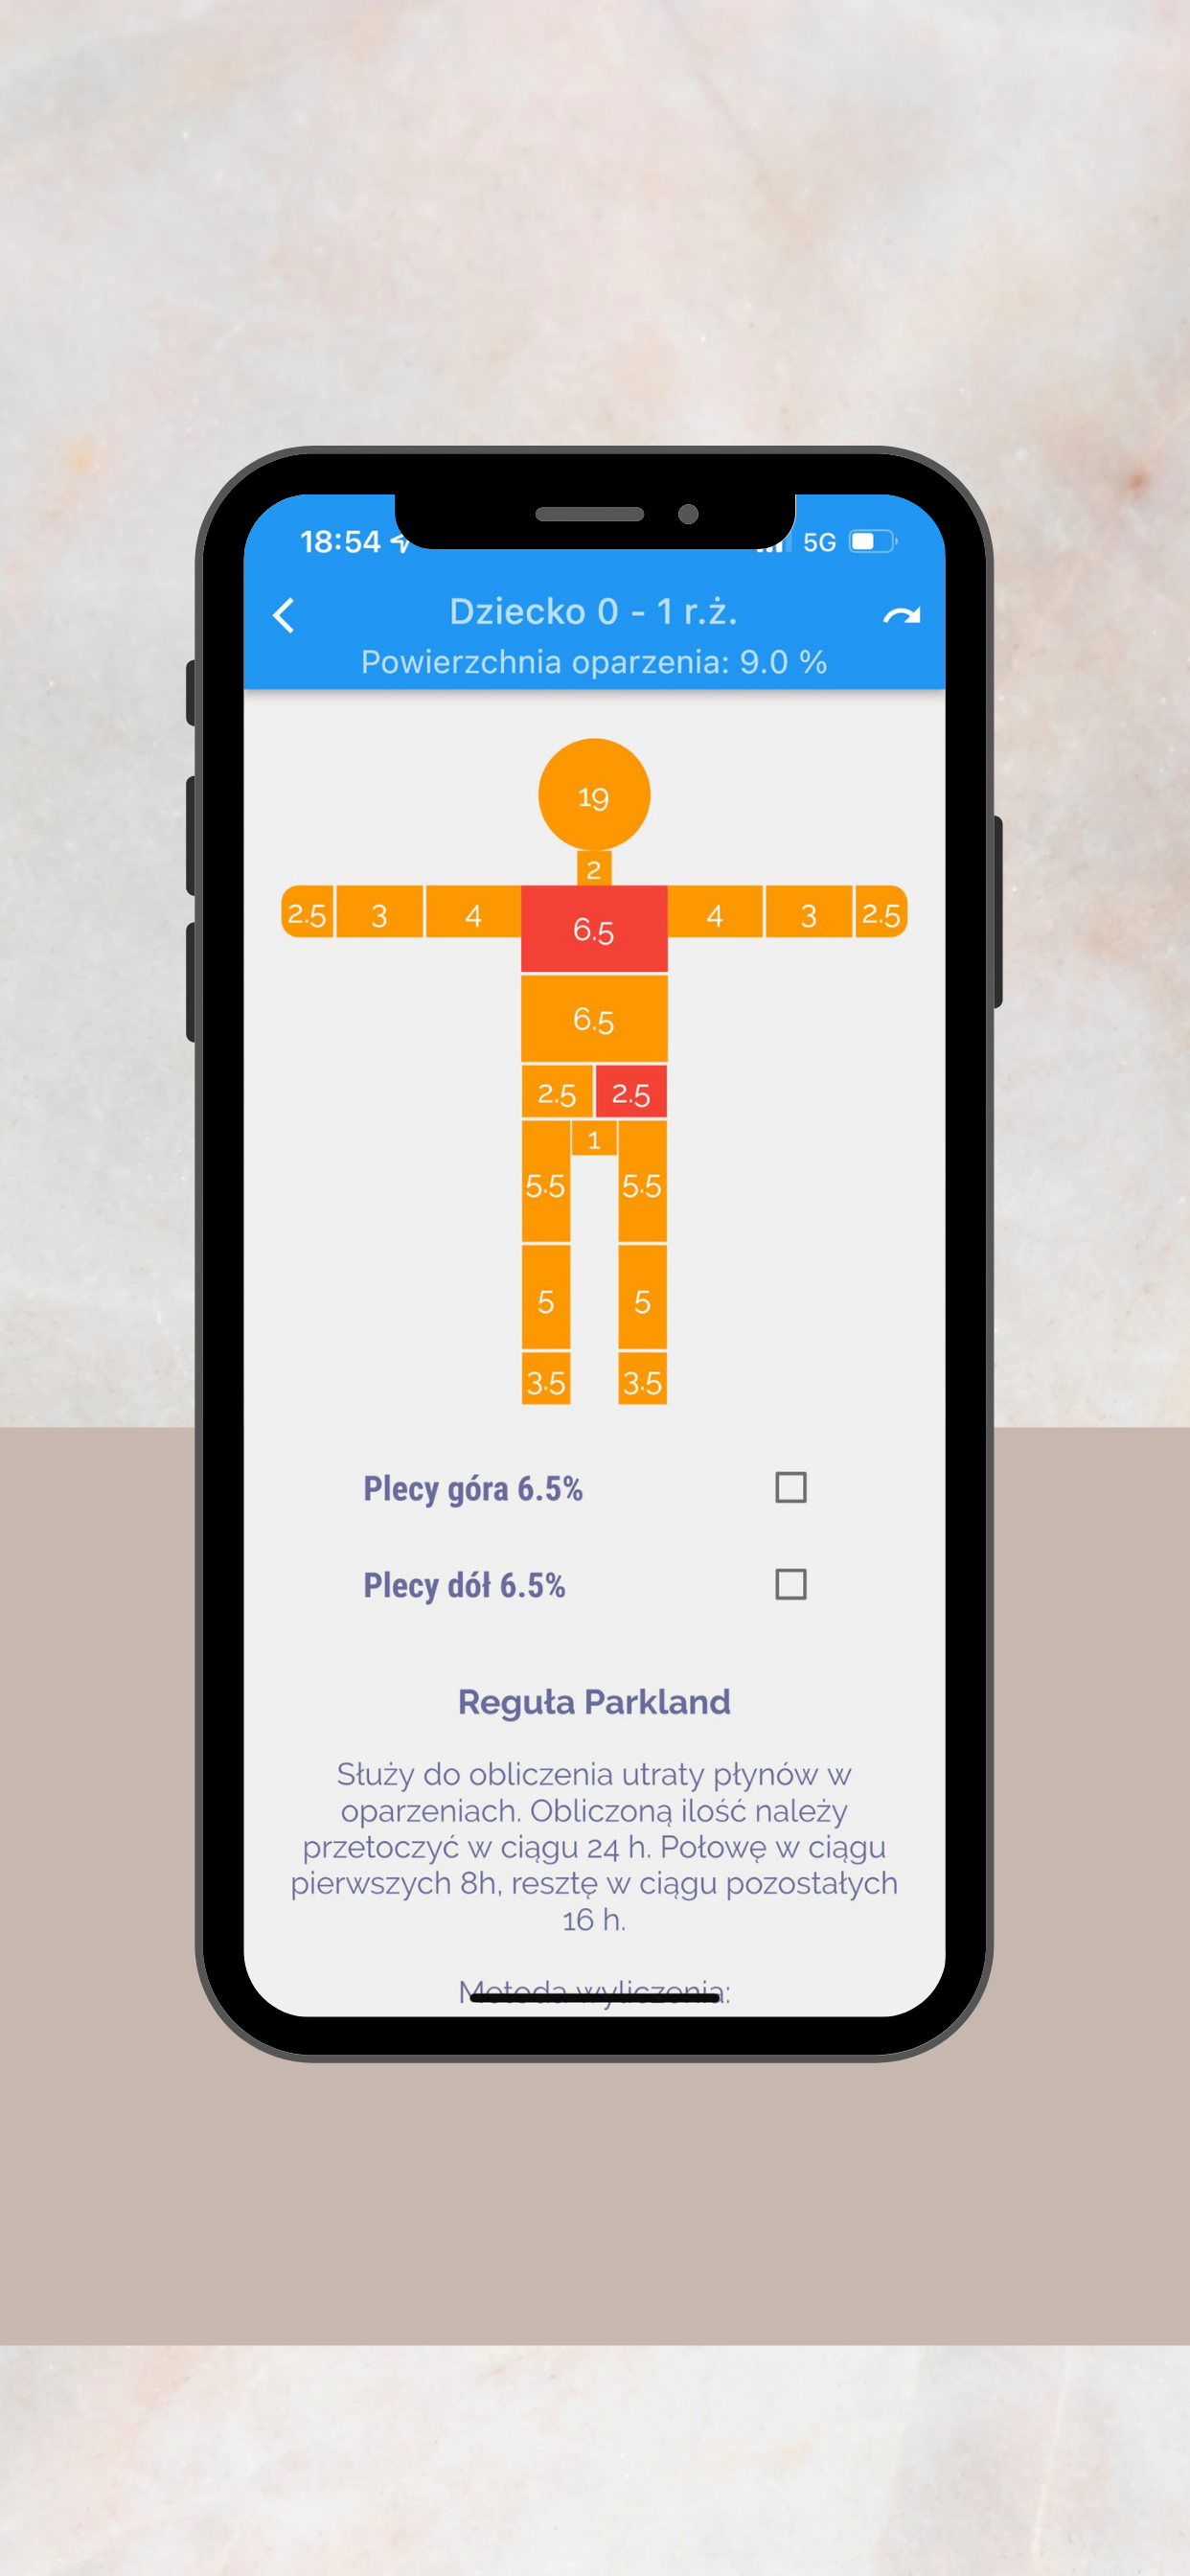 18:54 5G
Dziecko 0 - 1 r.ż.
Powierzchnia oparzenia: 9.0 %
19
2
2.5 3 4 6.5 4 3 2.5
6.5
2.5 2.5
1
5.5 5.5
5 5
3.5 3.5
Plecy góra 6.5%
Plecy dół 6.5%
Reguła Parkland
Służy do obliczenia utraty płynów w
oparzeniach. Obliczoną ilość należy
przetoczyć w ciągu 24 h. Połowę w ciągu
pierwszych 8h, resztę w ciągu pozostałych
16 h.
Metoda wyliczenia: